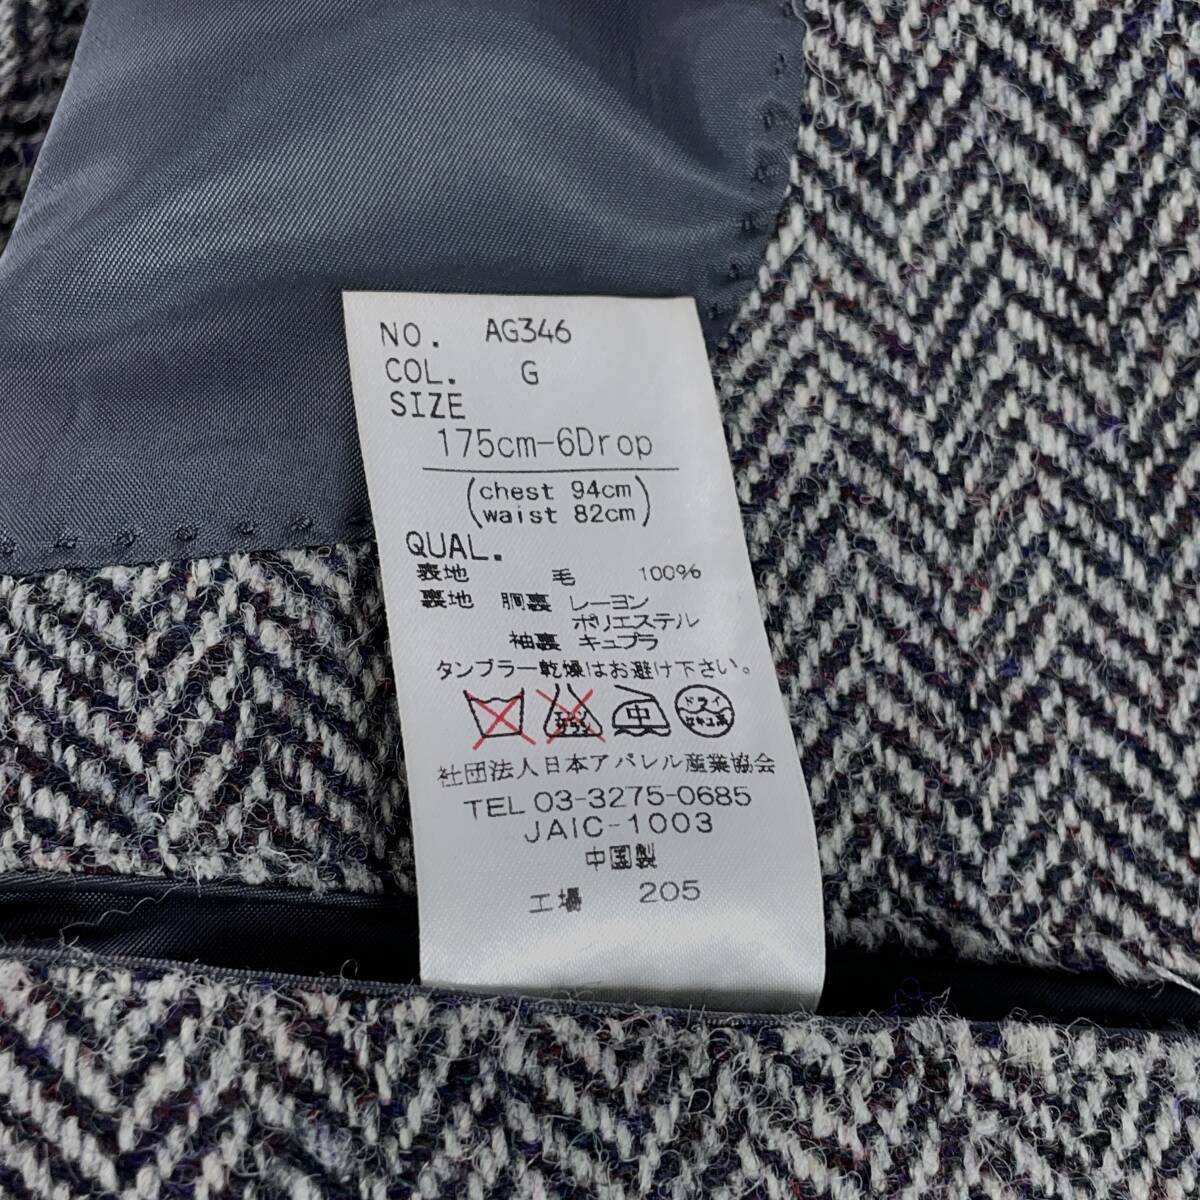 NO. AG346
COL. G
SIZE
175cm-6Drop
(chest 94cm)
(waist 82cm)
QUAL.
表地 毛 100%
裏地 胴裏 レーヨン
ポリエステル
袖裏 キュプラ
タンブラー乾燥はお避け下さい。
中 ドライ
社団法人日本アパレル産業協会
TEL 03-3275-0685
JAIC-1003
中国製
工場 205